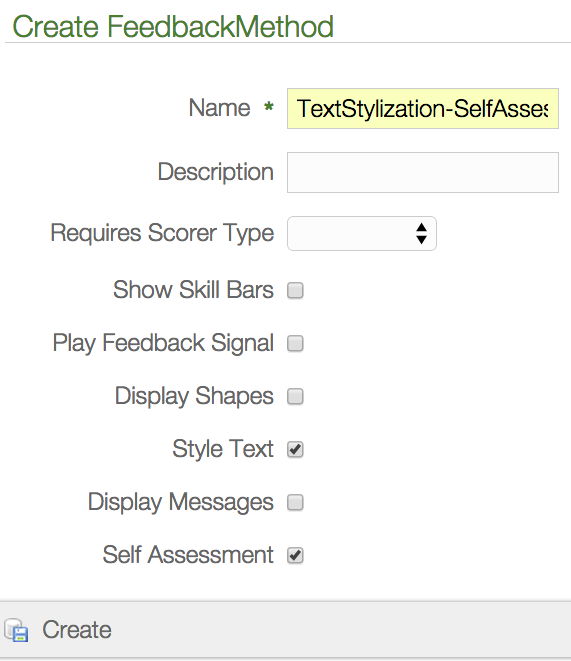 Create FeedbackMethod
Name * TextStylization-SelfAsses
Description
Requires Scorer Type
Show Skill Bars
Play Feedback Signal
Display Shapes
Style Text
Display Messages
Self Assessment
Create